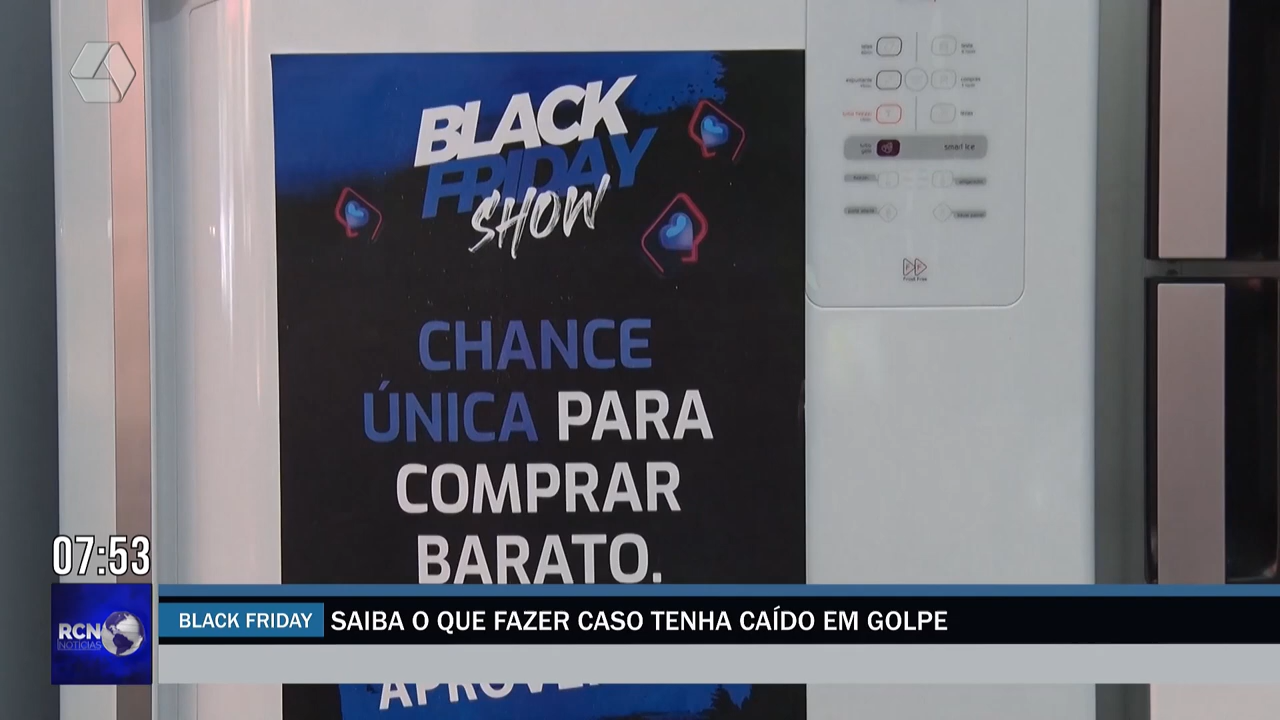 BLACK
FRIDAY
SHOW
CHANCE
ÚNICA PARA
COMPRAR
BARATO.
smart ice
07:53
RCN
NOTÍCIAS
BLACK FRIDAY
SAIBA O QUE FAZER CASO TENHA CAÍDO EM GOLPE